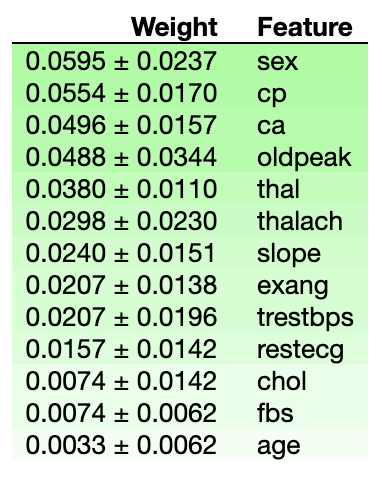 Weight Feature
0.0595 ± 0.0237 sex
0.0554 ± 0.0170 cp
0.0496 ± 0.0157 ca
0.0488 ± 0.0344 oldpeak
0.0380 ± 0.0110 thal
0.0298 ± 0.0230 thalach
0.0240 ± 0.0151 slope
0.0207 ± 0.0138 exang
0.0207 ± 0.0196 trestbps
0.0157 ± 0.0142 restecg
0.0074 ± 0.0142 chol
0.0074 ± 0.0062 fbs
0.0033 ± 0.0062 age